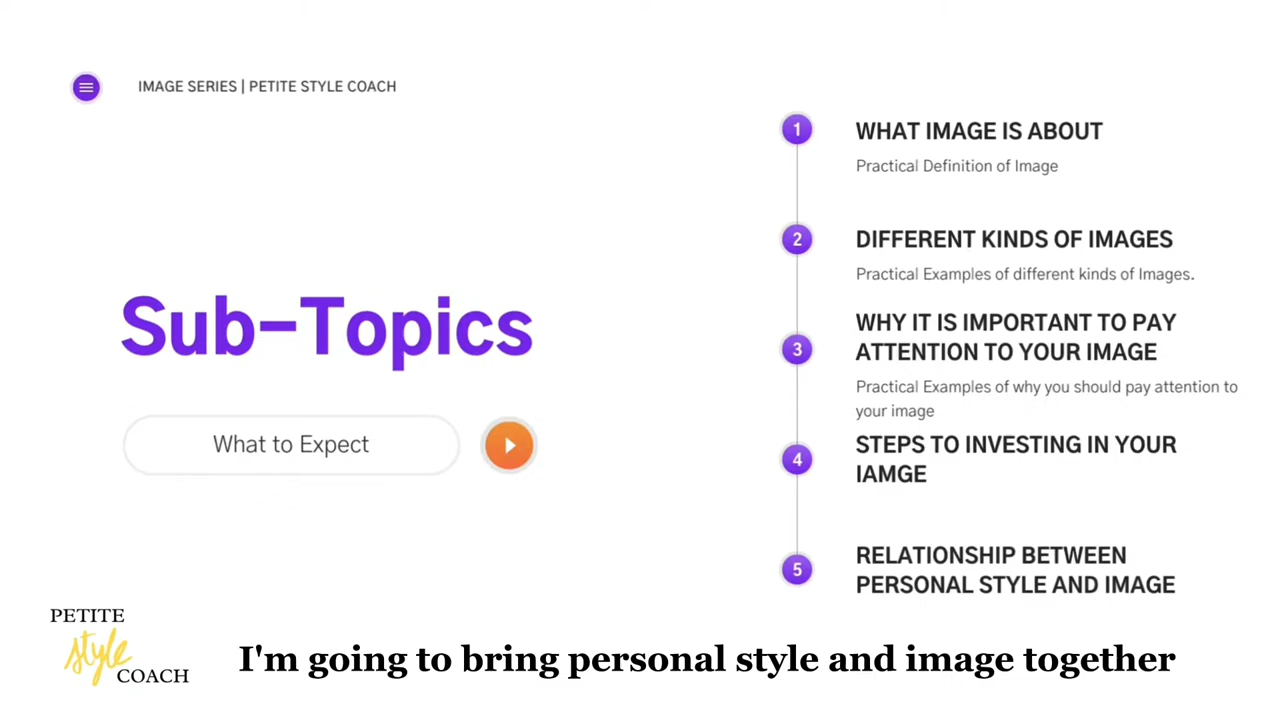 IMAGE SERIES | PETITE STYLE COACH
Sub-Topics
What to Expect
1
WHAT IMAGE IS ABOUT
Practical Definition of Image
2
DIFFERENT KINDS OF IMAGES
Practical Examples of different kinds of Images.
3
WHY IT IS IMPORTANT TO PAY
ATTENTION TO YOUR IMAGE
Practical Examples of why you should pay attention to
your image
4
STEPS TO INVESTING IN YOUR
IAMGE
5
RELATIONSHIP BETWEEN
PERSONAL STYLE AND IMAGE
PETITE
style
COACH
I'm going to bring personal style and image together